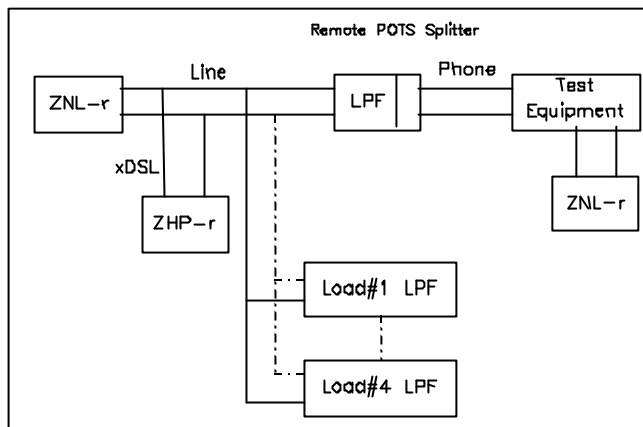 Remote POTS Splitter
Line
Phone
ZNL-r
LPF
Test
Equipment
xDSL
ZHP-r
ZNL-r
Load#1 LPF
Load#4 LPF